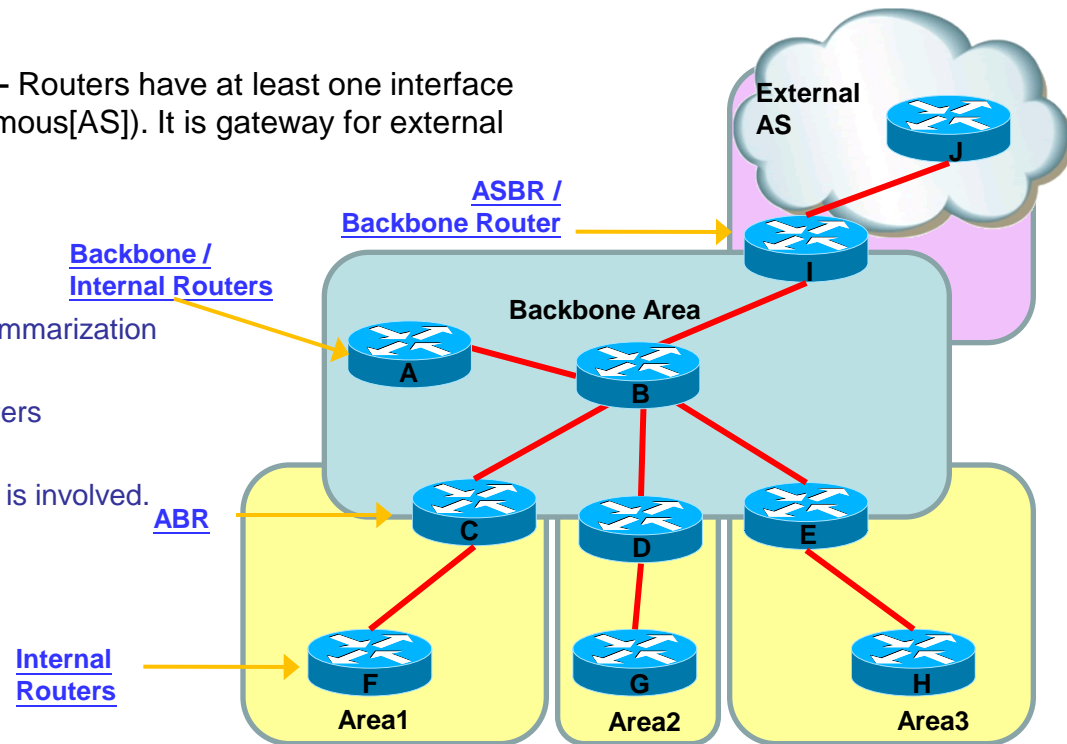 - Routers have at least one interface
mous[AS]). It is gateway for external
External
AS
J
ASBR /
Backbone Router
I
Backbone /
Internal Routers
Backbone Area
mmarization
A
B
ers
is involved.
ABR
C
D
E
Internal
Routers
F
G
H
Area1
Area2
Area3